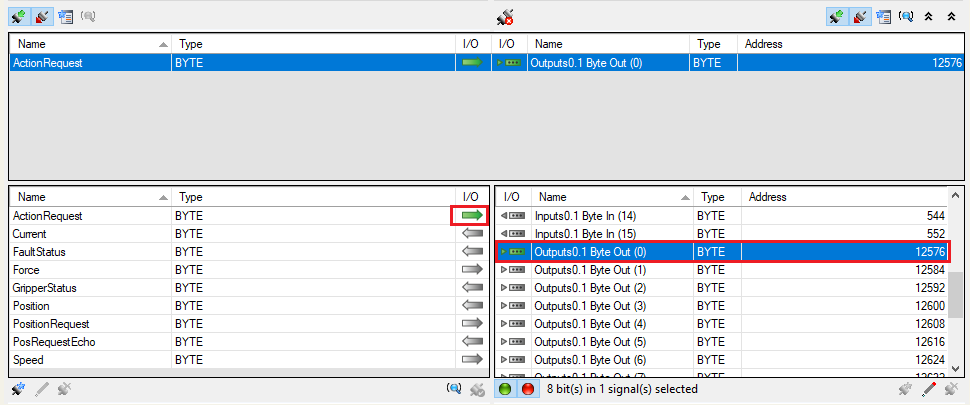 Name Type I/O I/O Name Type Address
ActionRequest BYTE Outputs0.1 Byte Out (0) BYTE 12576
Name Type I/O I/O Name Type Address
ActionRequest BYTE Inputs0.1 Byte In (14) BYTE 544
Current BYTE Inputs0.1 Byte In (15) BYTE 552
FaultStatus BYTE Outputs0.1 Byte Out (0) BYTE 12576
Force BYTE Outputs0.1 Byte Out (1) BYTE 12584
GripperStatus BYTE Outputs0.1 Byte Out (2) BYTE 12592
Position BYTE Outputs0.1 Byte Out (3) BYTE 12600
PositionRequest BYTE Outputs0.1 Byte Out (4) BYTE 12608
PosRequestEcho BYTE Outputs0.1 Byte Out (5) BYTE 12616
Speed BYTE Outputs0.1 Byte Out (6) BYTE 12624
Outputs0.1 Byte Out (7) BYTE 12632
8 bit(s) in 1 signal(s) selected